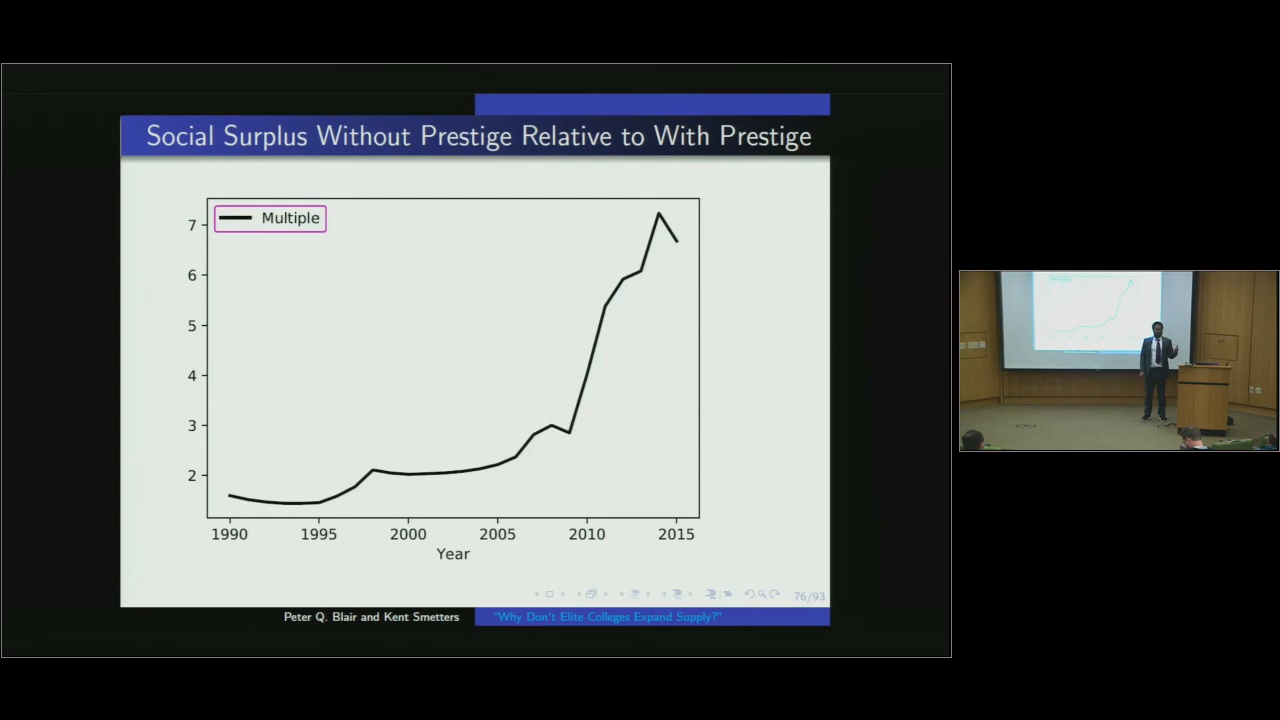 Social Surplus Without Prestige Relative to With Prestige
Multiple
7
6
5
4
3
2
1990 1995 2000 2005 2010 2015
Year
76/93
Peter Q. Blair and Kent Smetters "Why Don't Elite Colleges Expand Supply?"